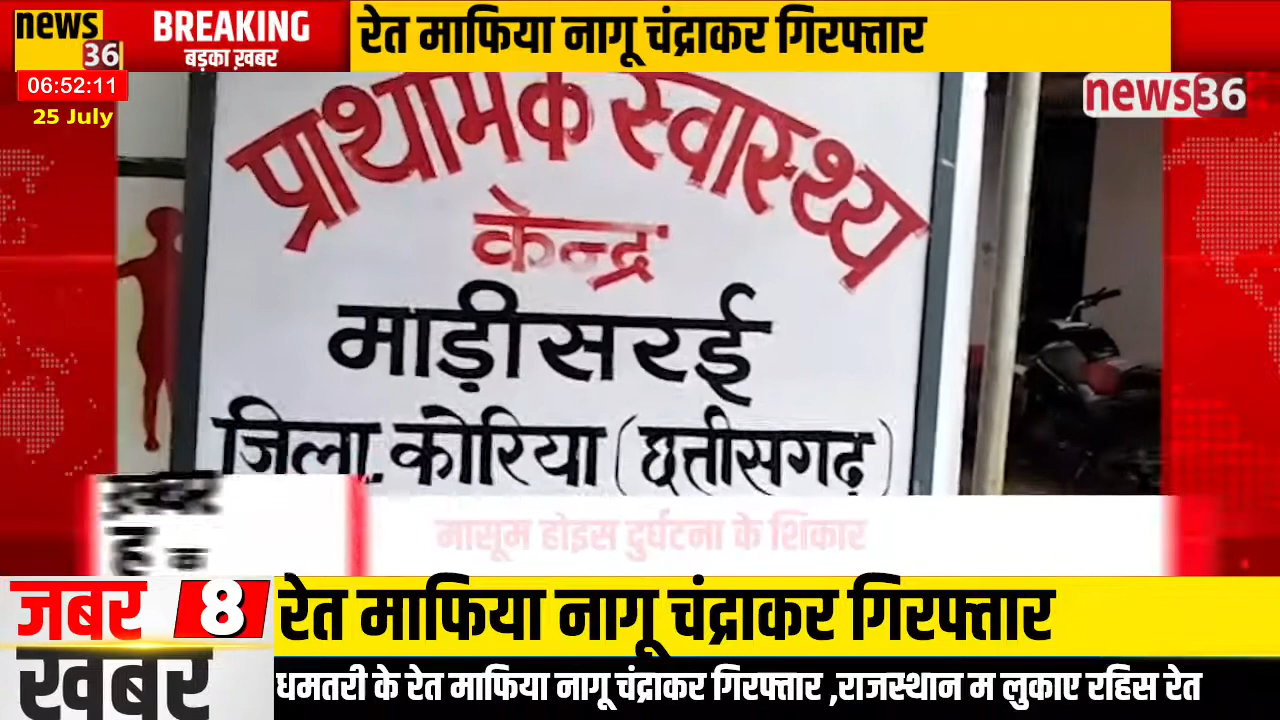 news
36
BREAKING
बड़का ख़बर
रेत माफिया नागू चंद्राकर गिरफ्तार
06:52:11
25 July
news36
प्राथमिक स्वास्थ्य
केन्द्र
माड़ीसरई
जिला.कोरिया (छत्तीसगढ़)
मासूम होइस दुर्घटना के शिकार
जबर 8
खबर
रेत माफिया नागू चंद्राकर गिरफ्तार
धमतरी के रेत माफिया नागू चंद्राकर गिरफ्तार ,राजस्थान म लुकाए रहिस रेत